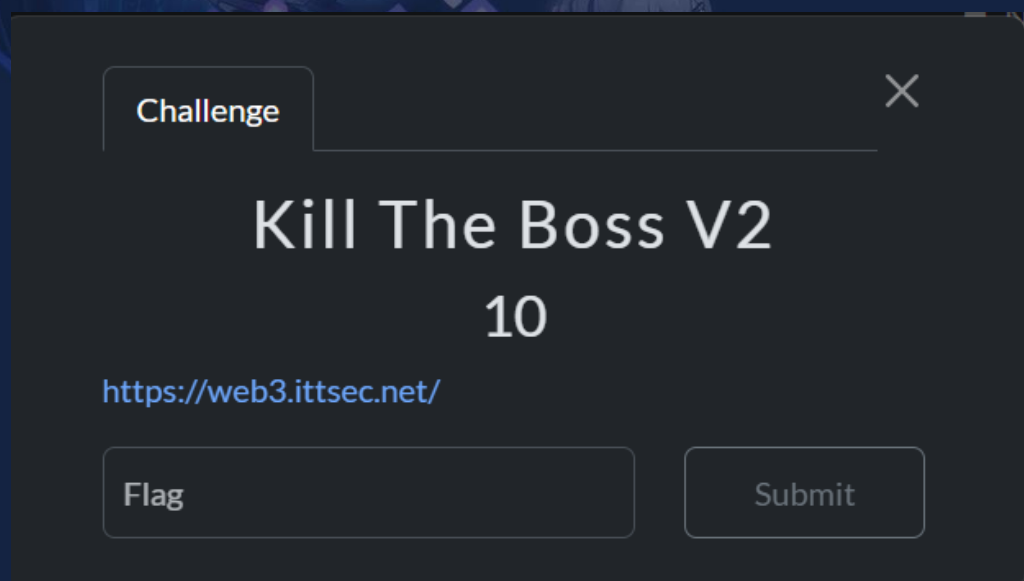 Challenge
Kill The Boss V2
10
https://web3.ittsec.net/
Flag
Submit